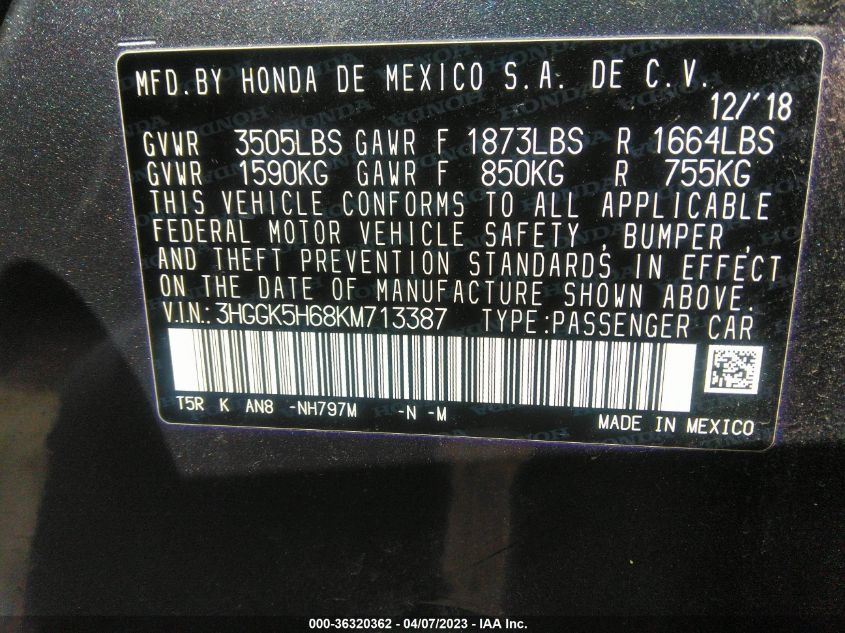 MFD.BY HONDA DE MEXICO S.A. DE C.V.
12/'18
GVWR 3505LBS GAWR F 1873LBS R 1664LBS
GVWR 1590KG GAWR F 850KG R 755KG
THIS VEHICLE CONFORMS TO ALL APPLICABLE
FEDERAL MOTOR VEHICLE SAFETY , BUMPER ,
AND THEFT PREVENTION STANDARDS IN EFFECT
ON THE DATE OF MANUFACTURE SHOWN ABOVE.
V.I.N.: 3HGGK5H68KM713387 TYPE:PASSENGER CAR
T5R K AN8 -NH797M -N -M
MADE IN MEXICO
000-36320362 - 04/07/2023 - IAA Inc.